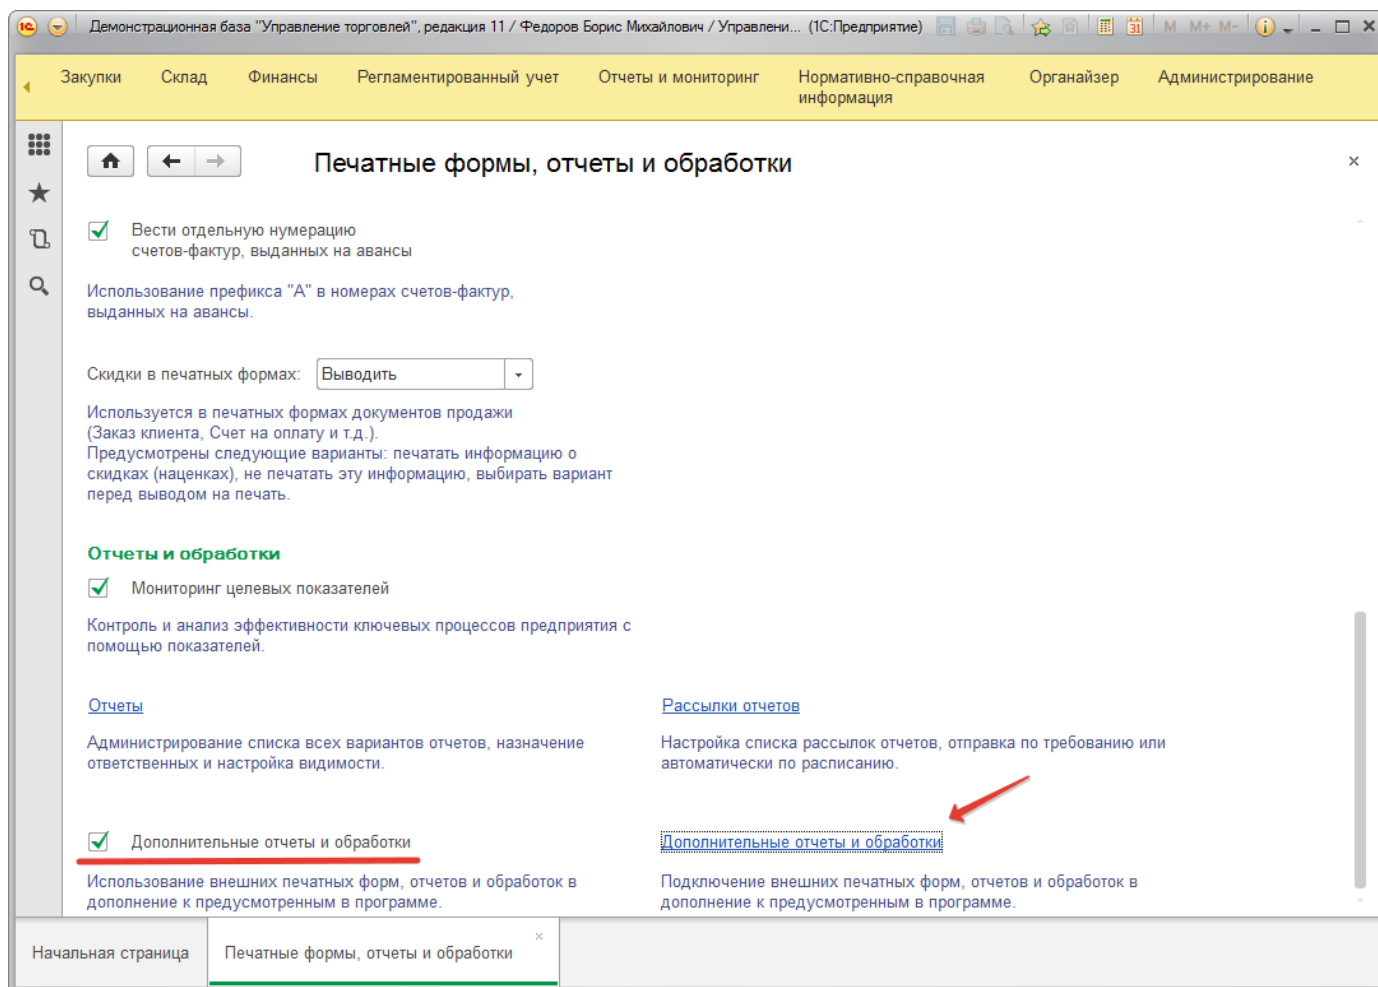 Демонстрационная база "Управление торговлей", редакция 11 / Федоров Борис Михайлович / Управлени... (1С:Предприятие)
M M+ M-
31
Закупки Склад Финансы Регламентированный учет Отчеты и мониторинг Нормативно-справочная Органайзер Администрирование
информация
Печатные формы, отчеты и обработки
Вести отдельную нумерацию
счетов-фактур, выданных на авансы
Использование префикса "А" в номерах счетов-фактур,
выданных на авансы.
Скидки в печатных формах: Выводить
Используется в печатных формах документов продажи
(Заказ клиента, Счет на оплату и т.д.).
Предусмотрены следующие варианты: печатать информацию о
скидках (наценках), не печатать эту информацию, выбирать вариант
перед выводом на печать.
Отчеты и обработки
Мониторинг целевых показателей
Контроль и анализ эффективности ключевых процессов предприятия с
помощью показателей.
Отчеты
Администрирование списка всех вариантов отчетов, назначение
ответственных и настройка видимости.
Рассылки отчетов
Настройка списка рассылок отчетов, отправка по требованию или
автоматически по расписанию.
Дополнительные отчеты и обработки
Использование внешних печатных форм, отчетов и обработок в
дополнение к предусмотренным в программе.
Дополнительные отчеты и обработки
Подключение внешних печатных форм, отчетов и обработок в
дополнение к предусмотренным в программе.
Начальная страница
Печатные формы, отчеты и обработки